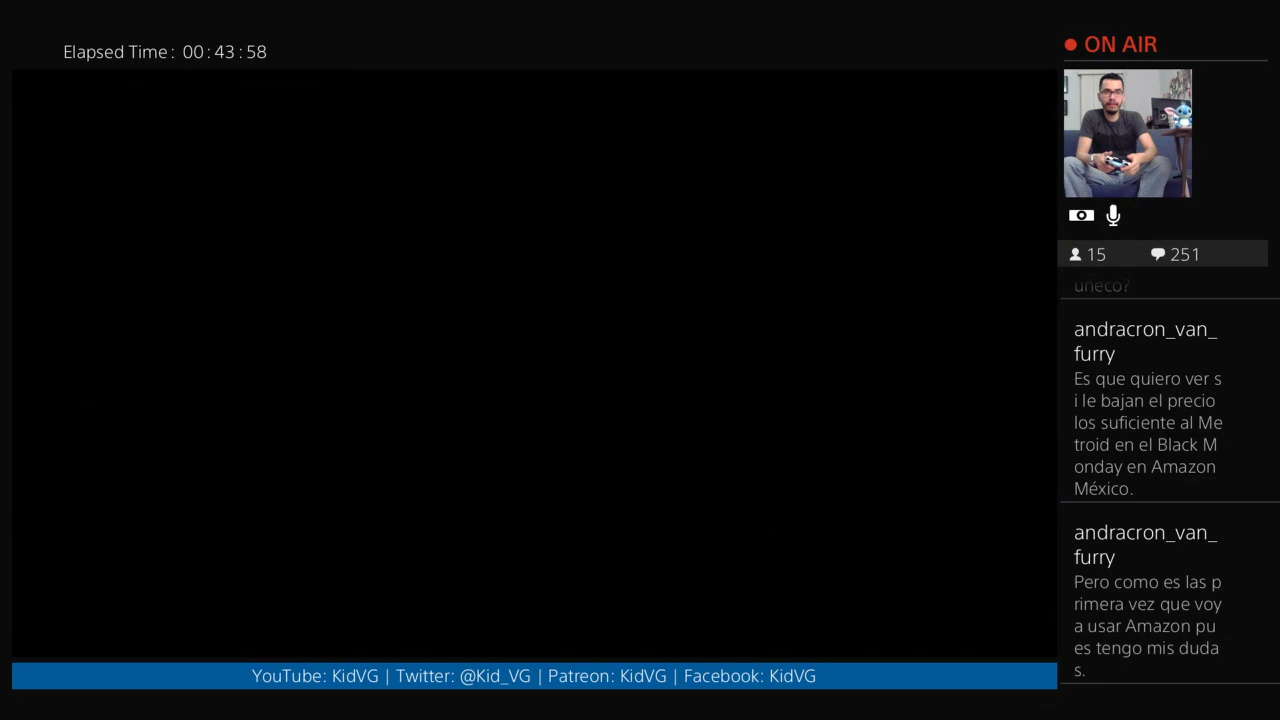 Elapsed Time: 00:43:58
ON AIR
15 251
uñeco?
andracron_van_
furry
Es que quiero ver s
i le bajan el precio
los suficiente al Me
troid en el Black M
onday en Amazon
México.
andracron_van_
furry
Pero como es las p
rimera vez que voy
a usar Amazon pu
es tengo mis duda
s.
YouTube: KidVG | Twitter: @Kid_VG | Patreon: KidVG | Facebook: KidVG